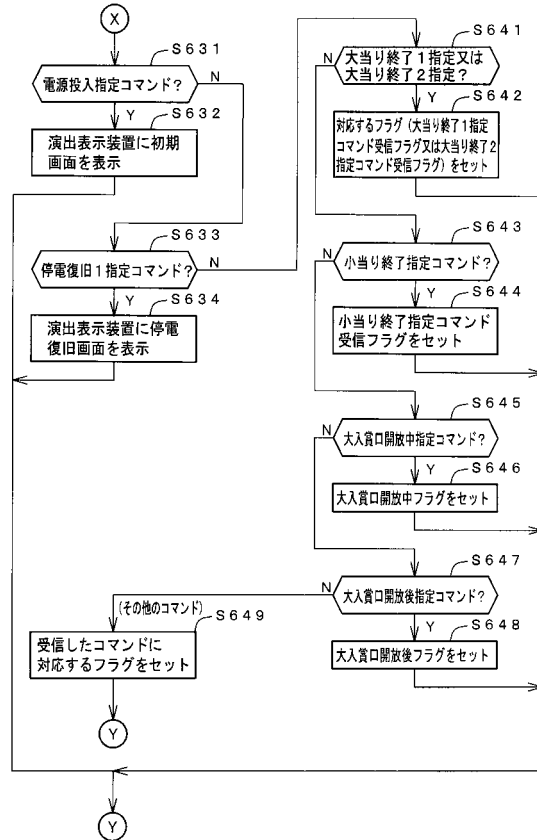 X
S631
電源投入指定コマンド?
N
Y
S632
演出表示装置に初期
画面を表示
S633
停電復旧1指定コマンド?
N
Y
S634
演出表示装置に停電
復旧画面を表示
S641
大当り終了1指定又は
大当り終了2指定?
N
Y
S642
対応するフラグ(大当り終了1指定
コマンド受信フラグ又は大当り終了2
指定コマンド受信フラグ)をセット
S643
小当り終了指定コマンド?
N
Y
S644
小当り終了指定コマンド
受信フラグをセット
S645
大入賞口開放中指定コマンド?
N
Y
S646
大入賞口開放中フラグをセット
S647
大入賞口開放後指定コマンド?
N
Y
S648
大入賞口開放後フラグをセット
(その他のコマンド)
S649
受信したコマンドに
対応するフラグをセット
Y
Y